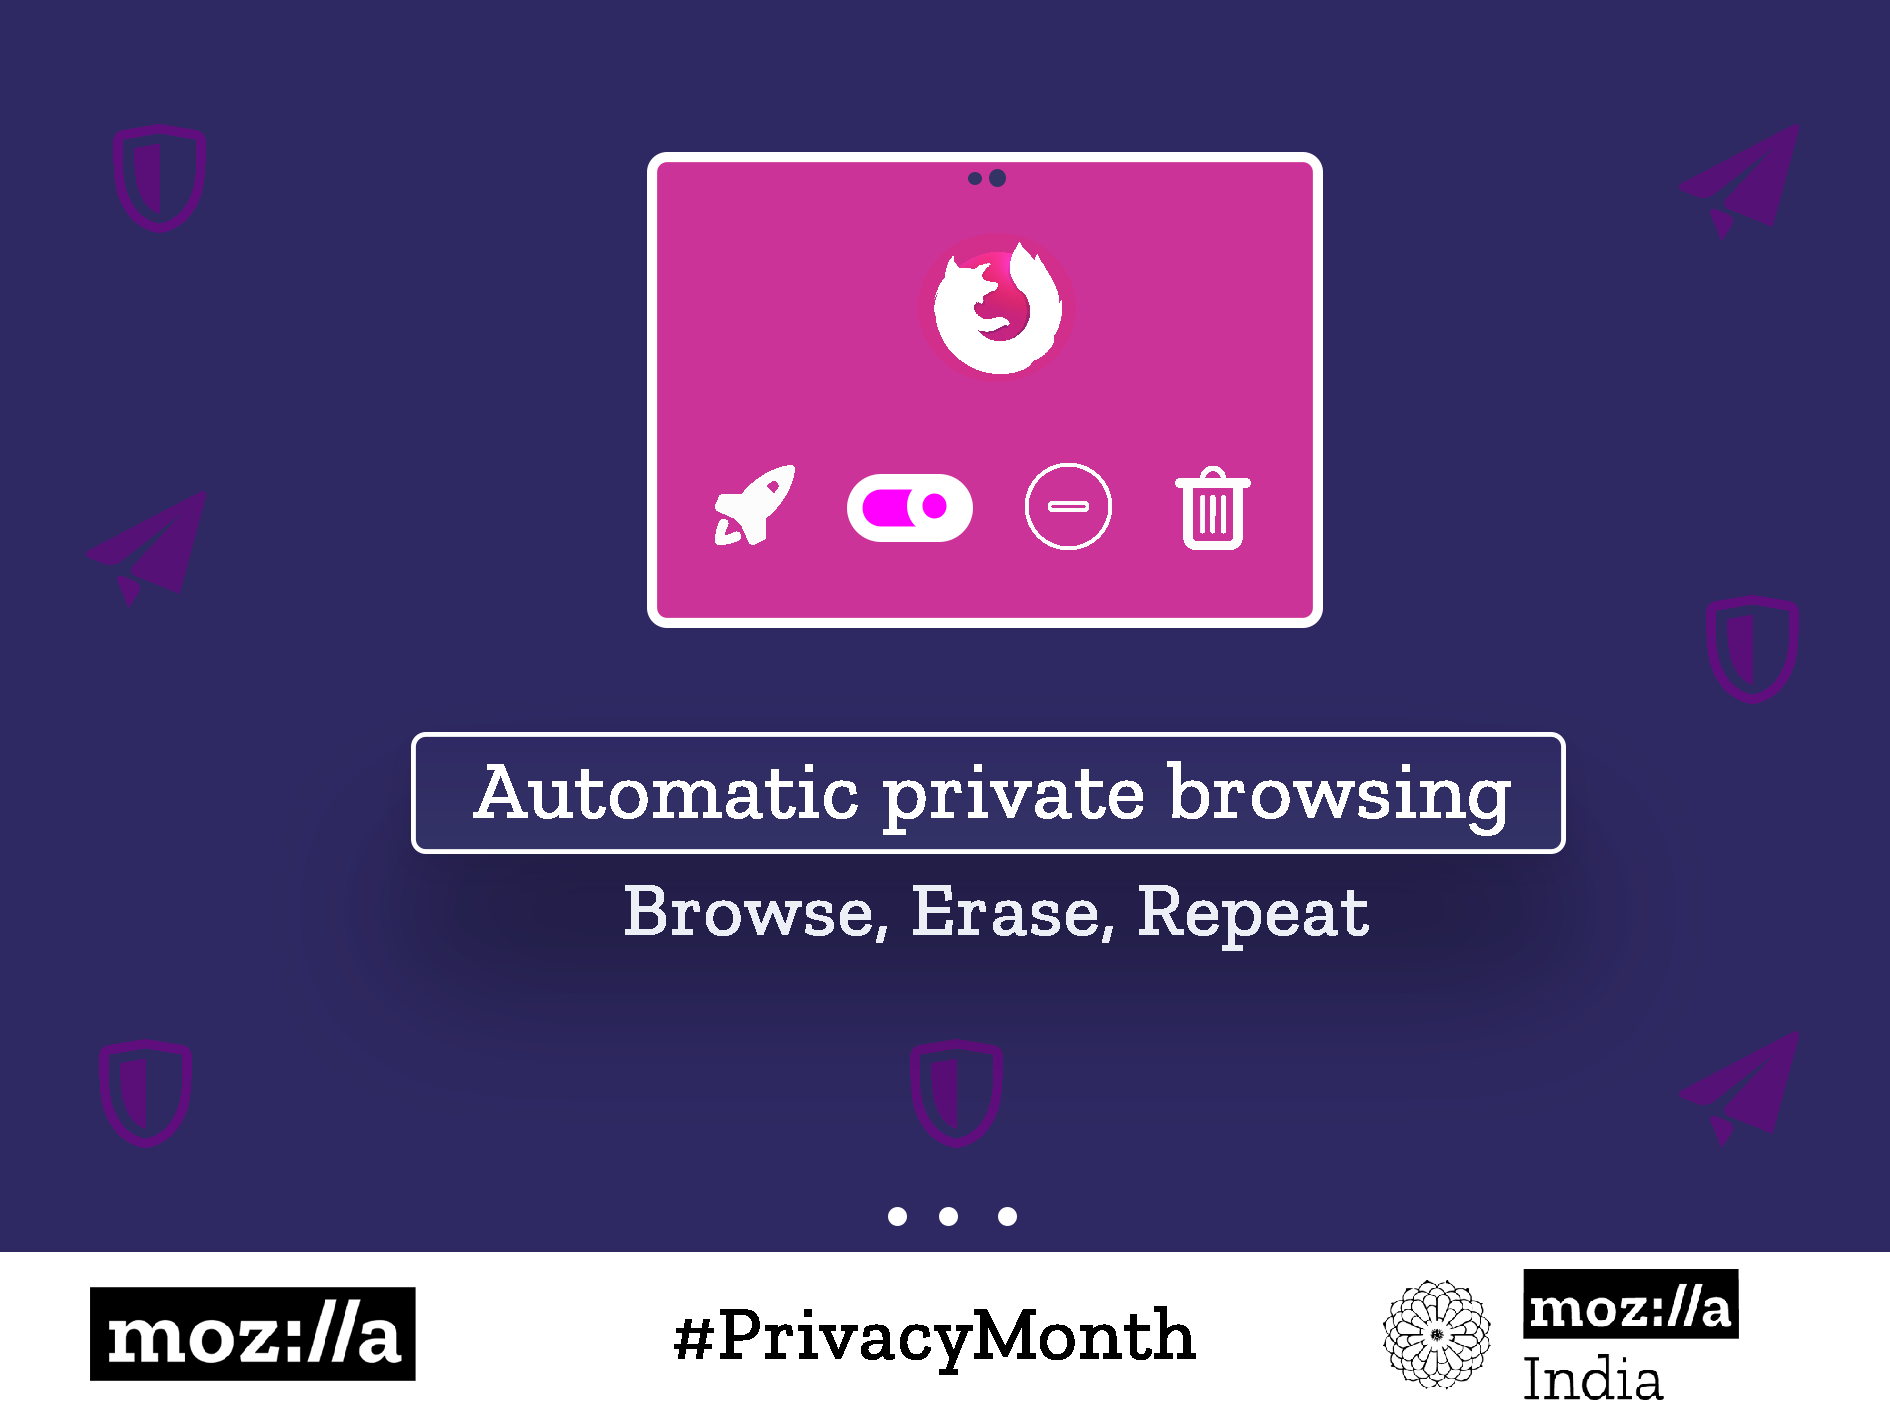 Automatic private browsing
Browse, Erase, Repeat
moz://a
#PrivacyMonth
moz://a
India